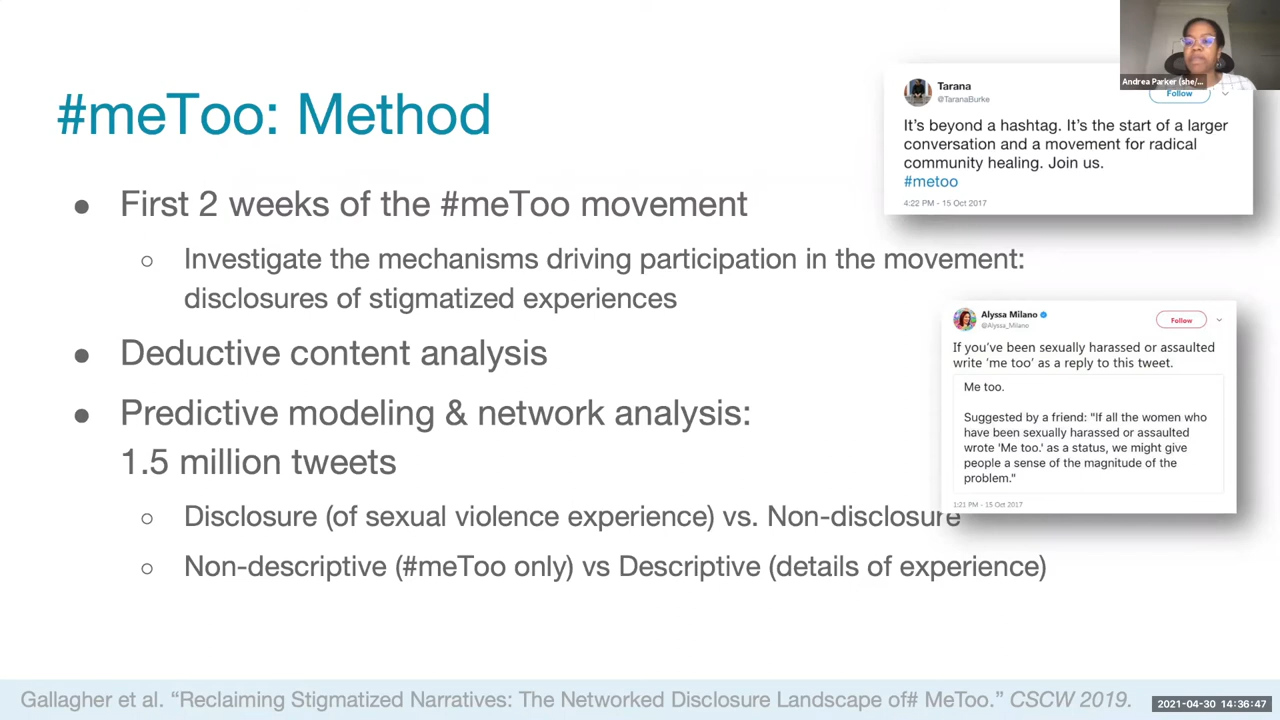 #meToo: Method
● First 2 weeks of the #meToo movement
○ Investigate the mechanisms driving participation in the movement:
disclosures of stigmatized experiences
● Deductive content analysis
● Predictive modeling & network analysis:
1.5 million tweets
○ Disclosure (of sexual violence experience) vs. Non-disclosure
○ Non-descriptive (#meToo only) vs Descriptive (details of experience)
Andrea Parker (she/...
Tarana
@TaranaBurke
Follow
It's beyond a hashtag. It's the start of a larger
conversation and a movement for radical
community healing. Join us.
#metoo
4:22 PM - 15 Oct 2017
Alyssa Milano
@Alyssa_Milano
Follow
If you've been sexually harassed or assaulted
write 'me too' as a reply to this tweet.
Me too.
Suggested by a friend: "If all the women who
have been sexually harassed or assaulted
wrote 'Me too.' as a status, we might give
people a sense of the magnitude of the
problem."
1:21 PM - 15 Oct 2017
Gallagher et al. “Reclaiming Stigmatized Narratives: The Networked Disclosure Landscape of# MeToo.” CSCW 2019.
2021-04-30 14:36:47